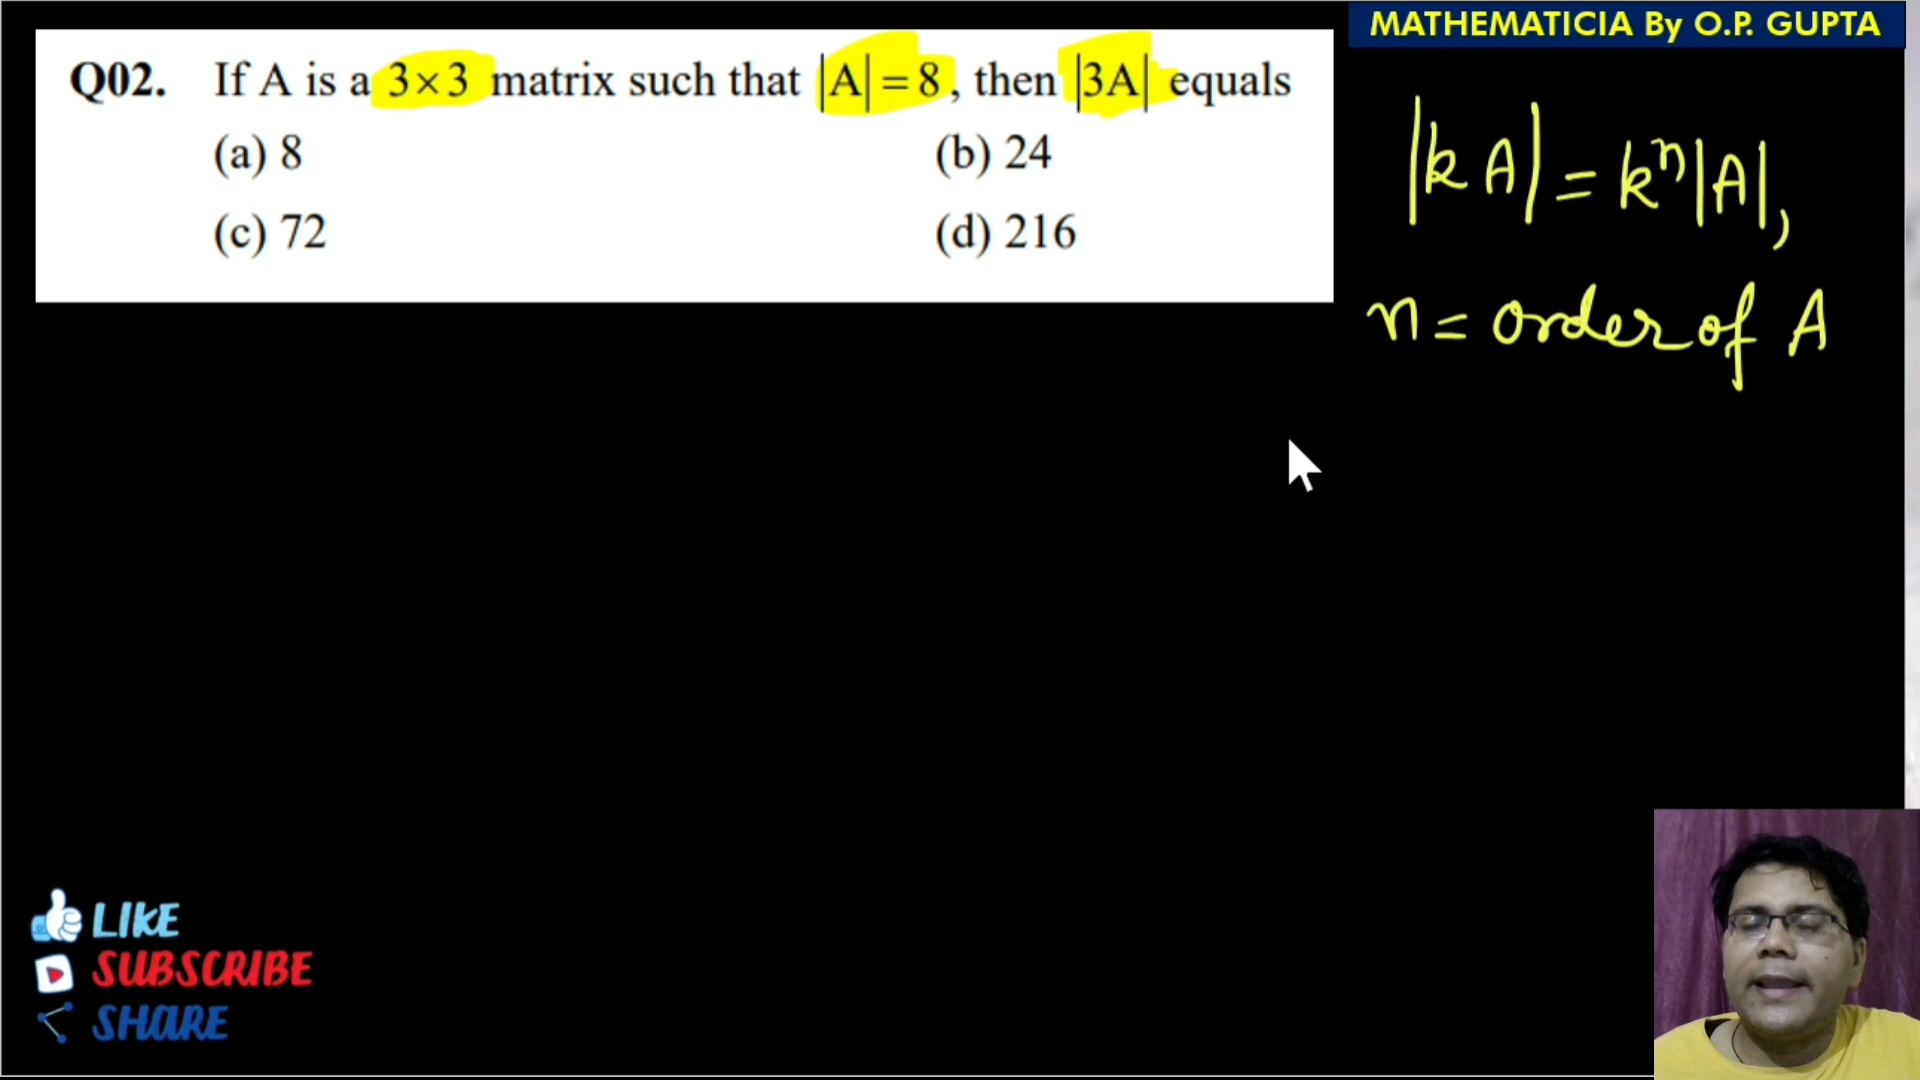 MATHEMATICIA By O.P. GUPTA
Q02. If A is a 3×3 matrix such that |A| = 8, then |3A| equals
(a) 8 (b) 24
(c) 72 (d) 216
|kA| = kⁿ|A|,
n = order of A
LIKE
SUBSCRIBE
SHARE